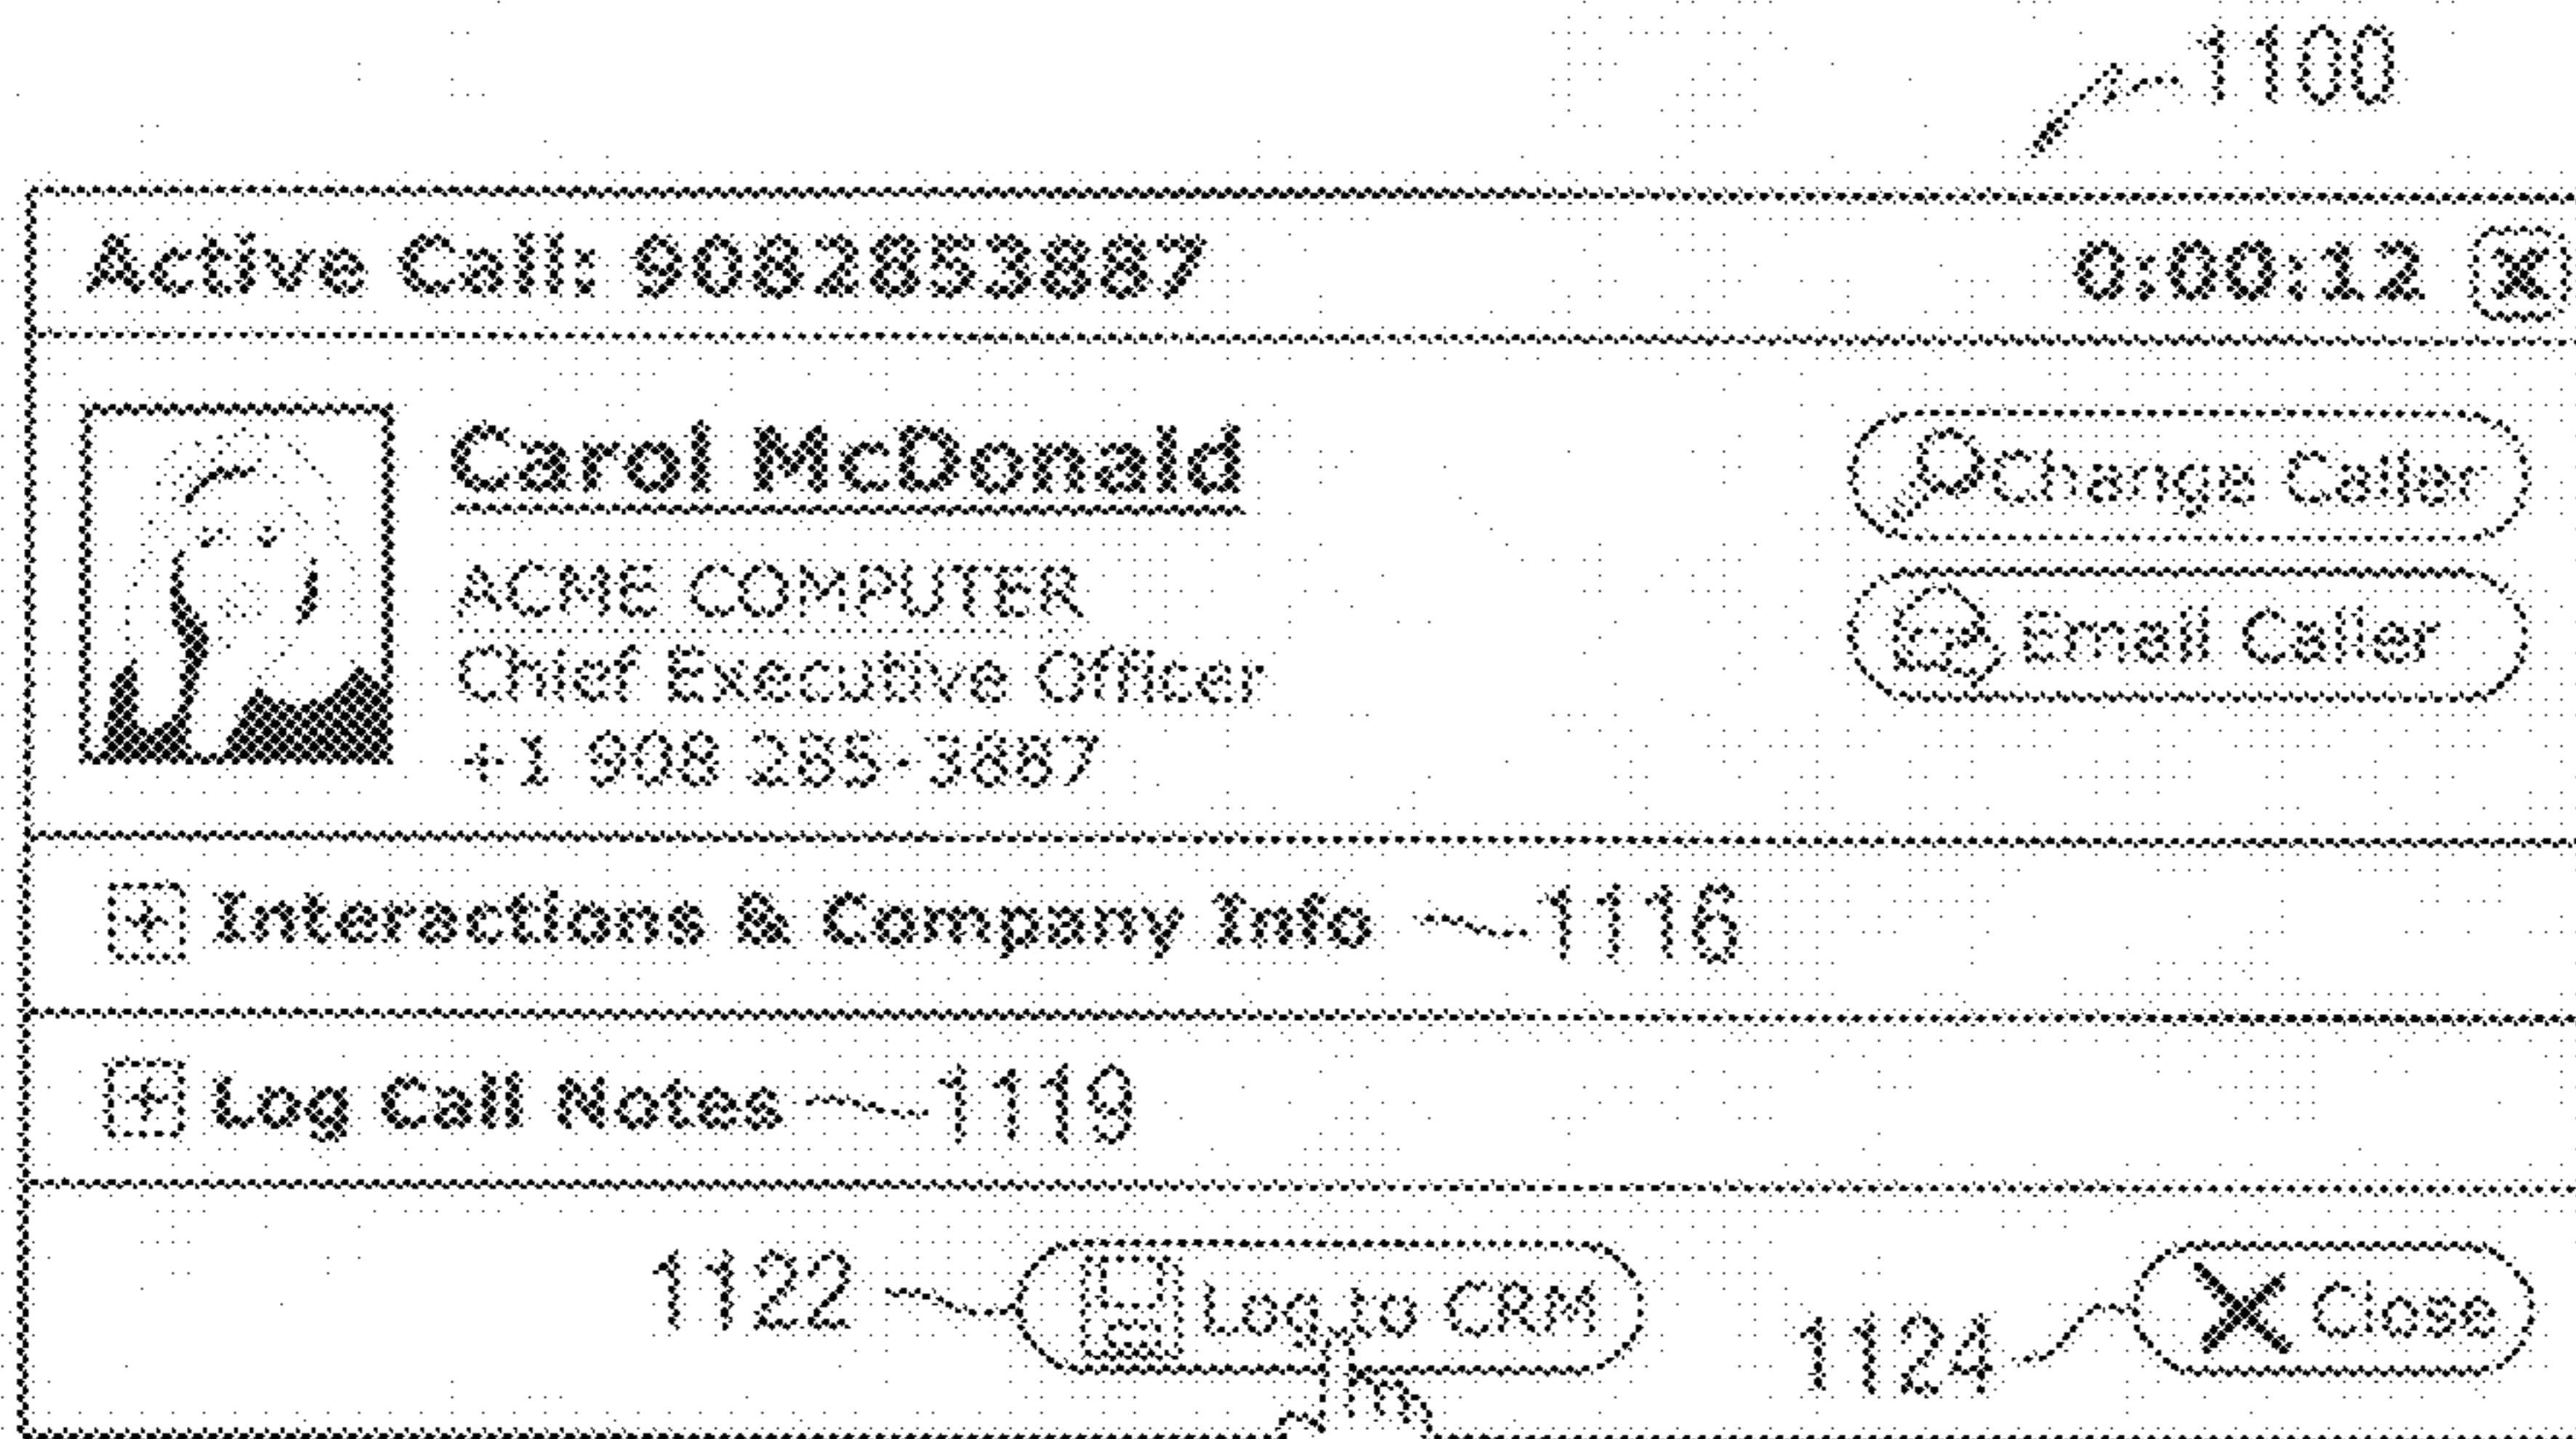 1100
Active Call: 9082853887 0:00:12 X
Carol McDonald
Change Caller
ACME COMPUTER
Email Caller
Chief Executive Officer
+1 908 285-3887
Interactions & Company Info 1116
Log Call Notes 1119
1122 Log to CRM 1124 Close